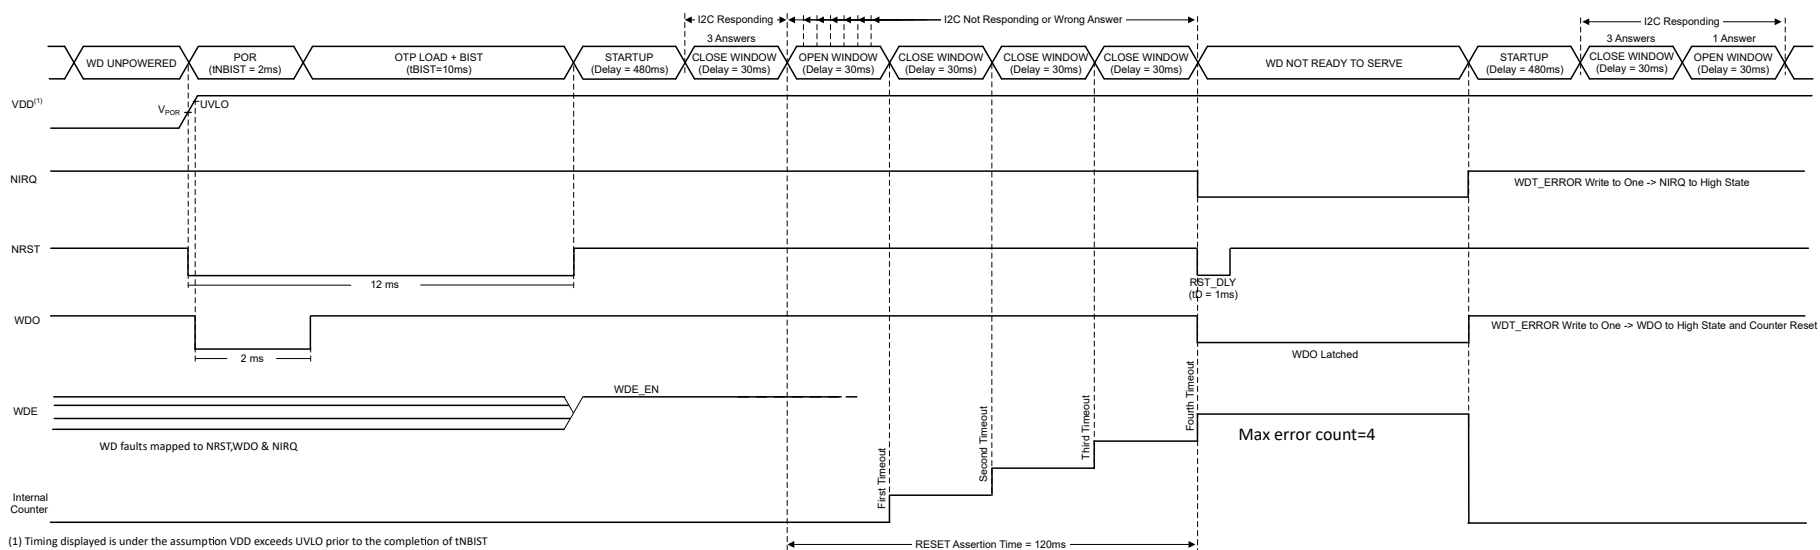 I2C Responding
I2C Not Responding or Wrong Answer
I2C Responding
3 Answers
3 Answers
1 Answer
WD UNPOWERED
POR
(tNBIST = 2ms)
OTP LOAD + BIST
(tBIST=10ms)
STARTUP
(Delay = 480ms)
CLOSE WINDOW
(Delay = 30ms)
OPEN WINDOW
(Delay = 30ms)
CLOSE WINDOW
(Delay = 30ms)
CLOSE WINDOW
(Delay = 30ms)
CLOSE WINDOW
(Delay = 30ms)
WD NOT READY TO SERVE
STARTUP
(Delay = 480ms)
CLOSE WINDOW
(Delay = 30ms)
OPEN WINDOW
(Delay = 30ms)
VDD(1)
VPOR
UVLO
NIRQ
WDT_ERROR Write to One -> NIRQ to High State
NRST
12 ms
RST_DLY
(tD = 1ms)
WDO
2 ms
WDO Latched
WDT_ERROR Write to One -> WDO to High State and Counter Reset
WDE
WDE_EN
WD faults mapped to NRST,WDO & NIRQ
First Timeout
Second Timeout
Third Timeout
Fourth Timeout
Max error count=4
Internal
Counter
(1) Timing displayed is under the assumption VDD exceeds UVLO prior to the completion of tNBIST
RESET Assertion Time = 120ms